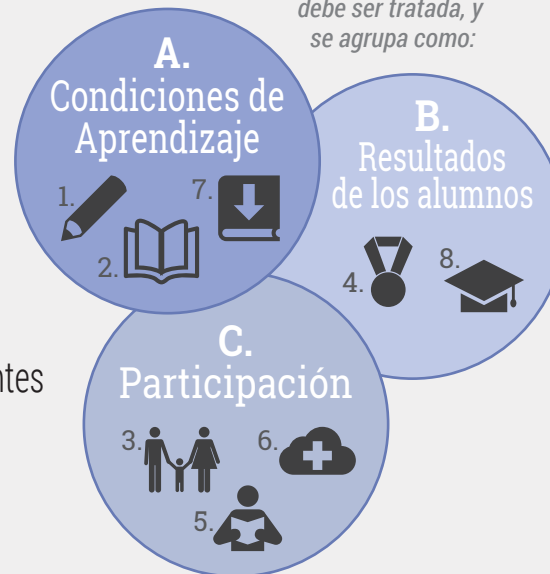 debe ser tratada, y
se agrupa como:
A.
Condiciones de
Aprendizaje
1.
7.
2.
B.
Resultados
de los alumnos
4.
8.
ntes
C.
Participación
3.
6.
5.